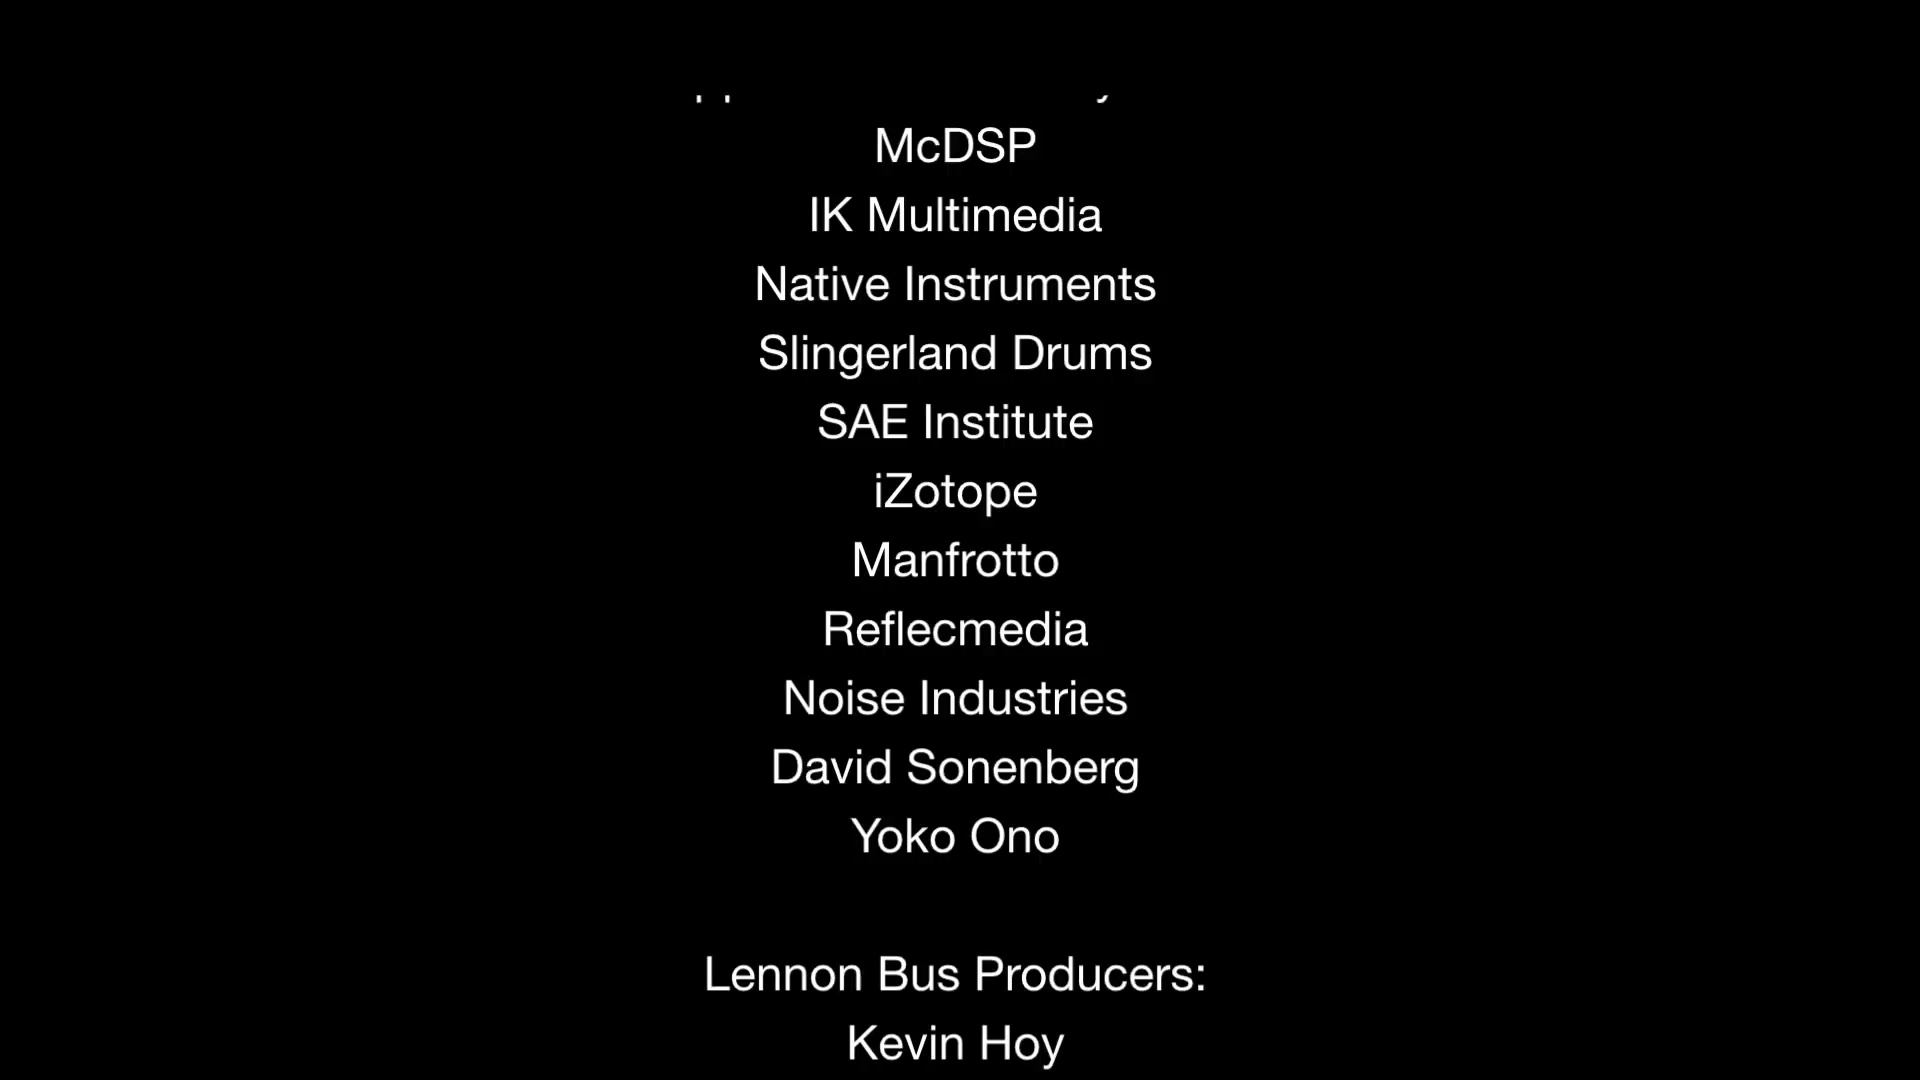 McDSP
IK Multimedia
Native Instruments
Slingerland Drums
SAE Institute
iZotope
Manfrotto
Reflecmedia
Noise Industries
David Sonenberg
Yoko Ono
Lennon Bus Producers:
Kevin Hoy